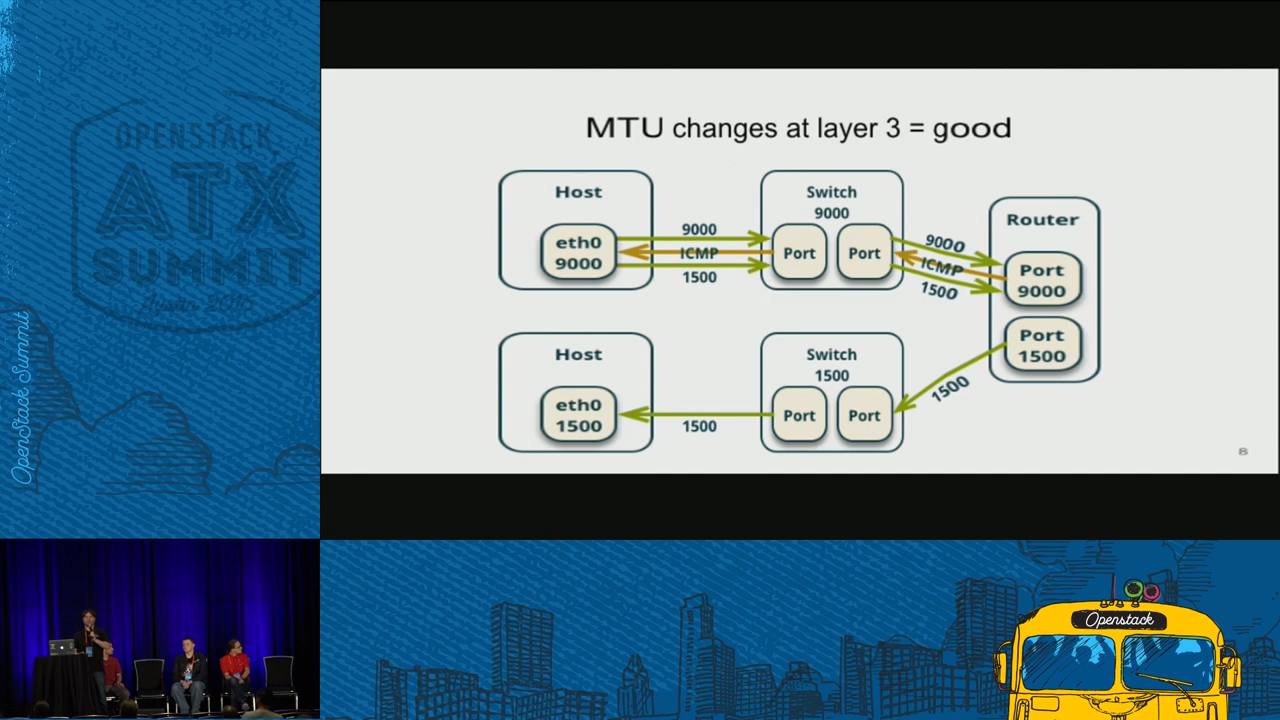 OPENSTACK
ATX
SUMMIT
Austin 20
OpenStack Summit
MTU changes at layer 3 = good
Host
eth0
9000
9000
ICMP
1500
Switch
9000
Port
Port
9000
ICMP
1500
Router
Port
9000
Port
1500
Host
eth0
1500
1500
Switch
1500
Port
Port
1500
8
Openstack